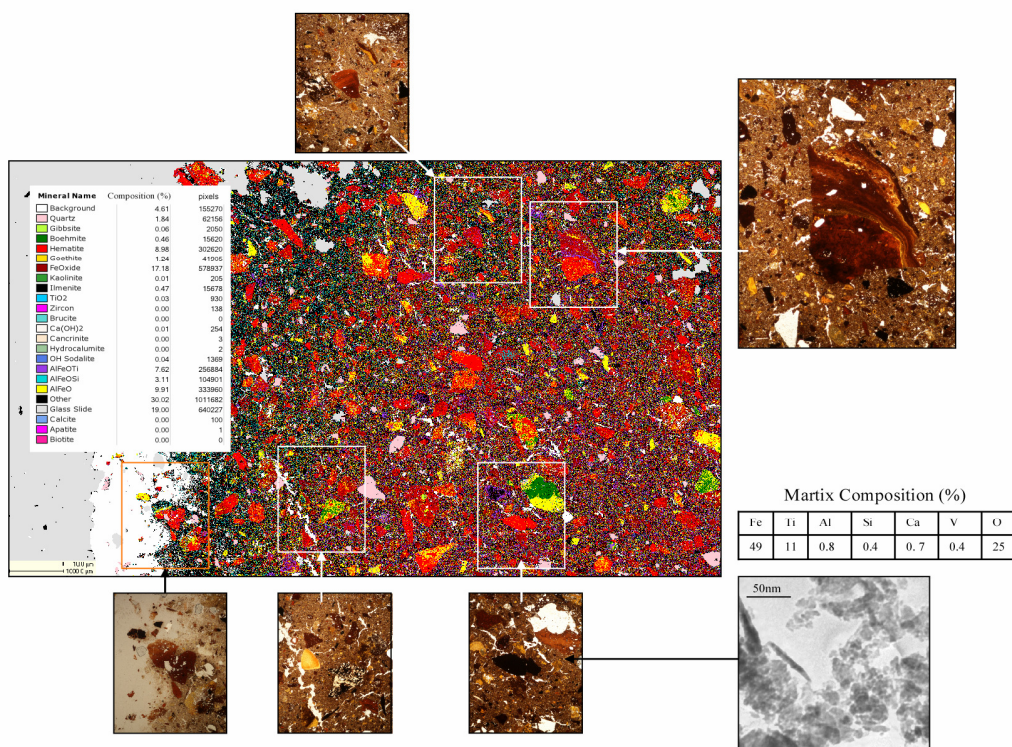 Mineral Name Composition (%) pixels
Background 4.61 155270
Quartz 1.84 62156
Gibbsite 0.06 2050
Boehmite 0.46 15620
Hematite 8.98 302620
Goethite 1.24 41905
FeOxide 17.18 578937
Kaolinite 0.01 205
Ilmenite 0.47 15678
TiO2 0.03 930
Zircon 0.00 138
Brucite 0.00 0
Ca(OH)2 0.01 254
Cancrinite 0.00 3
Hydrocalumite 0.00 2
OH Sodalite 0.04 1369
AlFeOTi 7.62 256884
AlFeOSi 3.11 104901
AlFeO 9.91 333960
Other 30.02 1011682
Glass Slide 19.00 640227
Calcite 0.00 100
Apatite 0.00 1
Biotite 0.00 0
Martix Composition (%)
Fe Ti Al Si Ca V O
49 11 0.8 0.4 0. 7 0.4 25
50nm